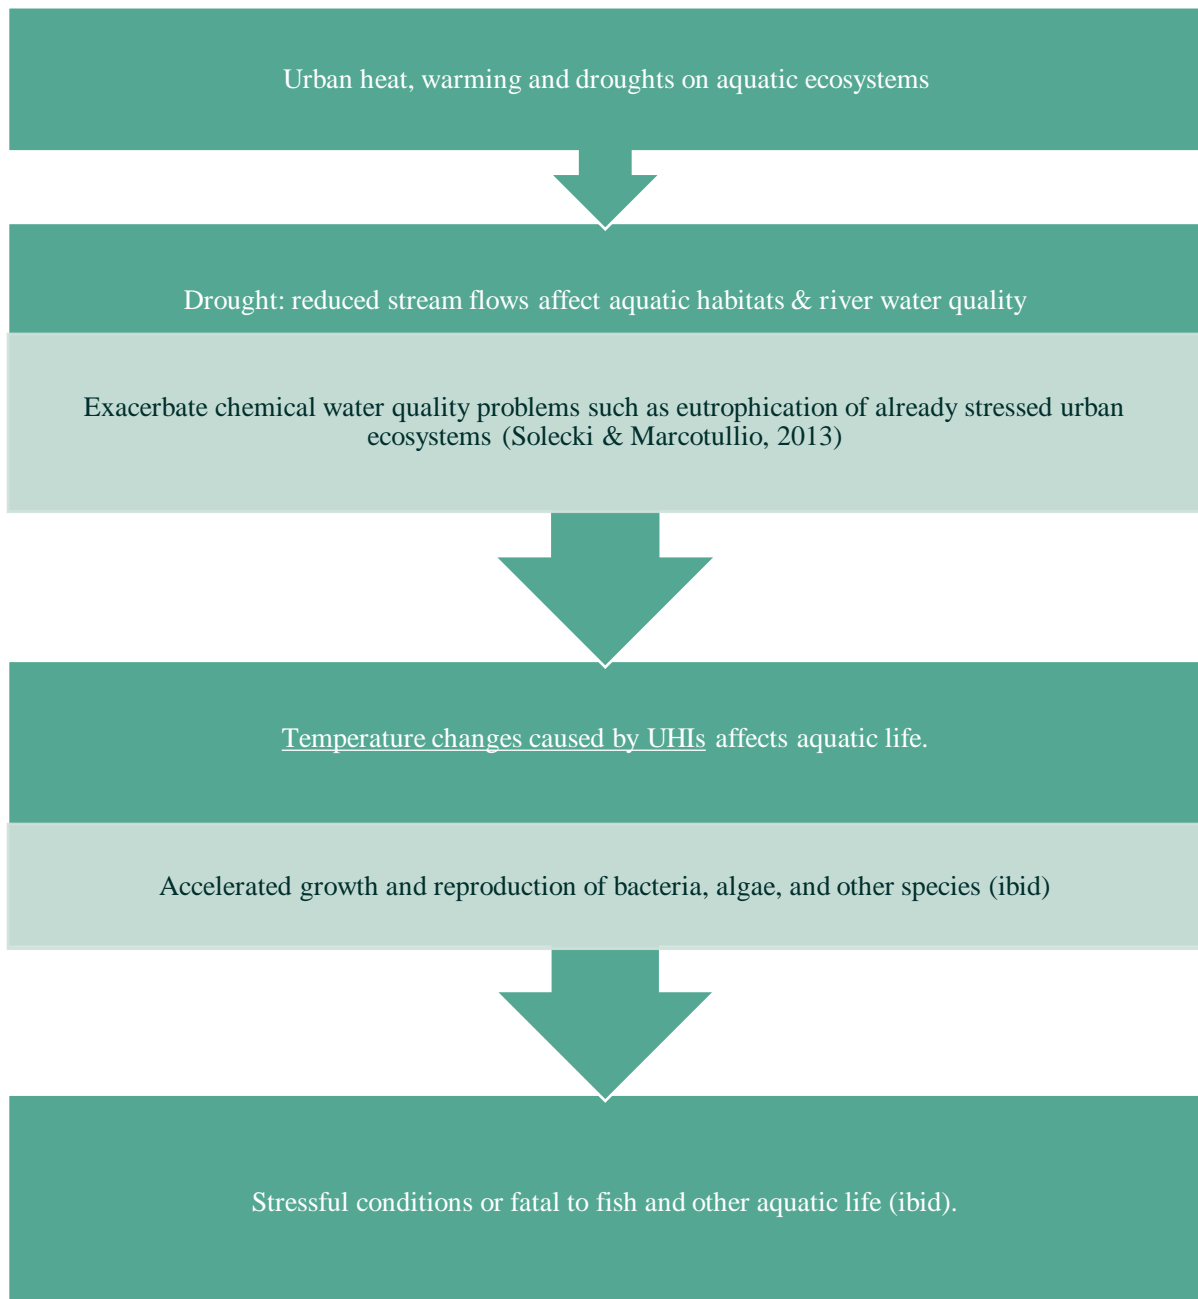 Urban heat, warming and droughts on aquatic ecosystems
Drought: reduced stream flows affect aquatic habitats & river water quality
Exacerbate chemical water quality problems such as eutrophication of already stressed urban
ecosystems (Solecki & Marcotullio, 2013)
Temperature changes caused by UHIs affects aquatic life.
Accelerated growth and reproduction of bacteria, algae, and other species (ibid)
Stressful conditions or fatal to fish and other aquatic life (ibid).